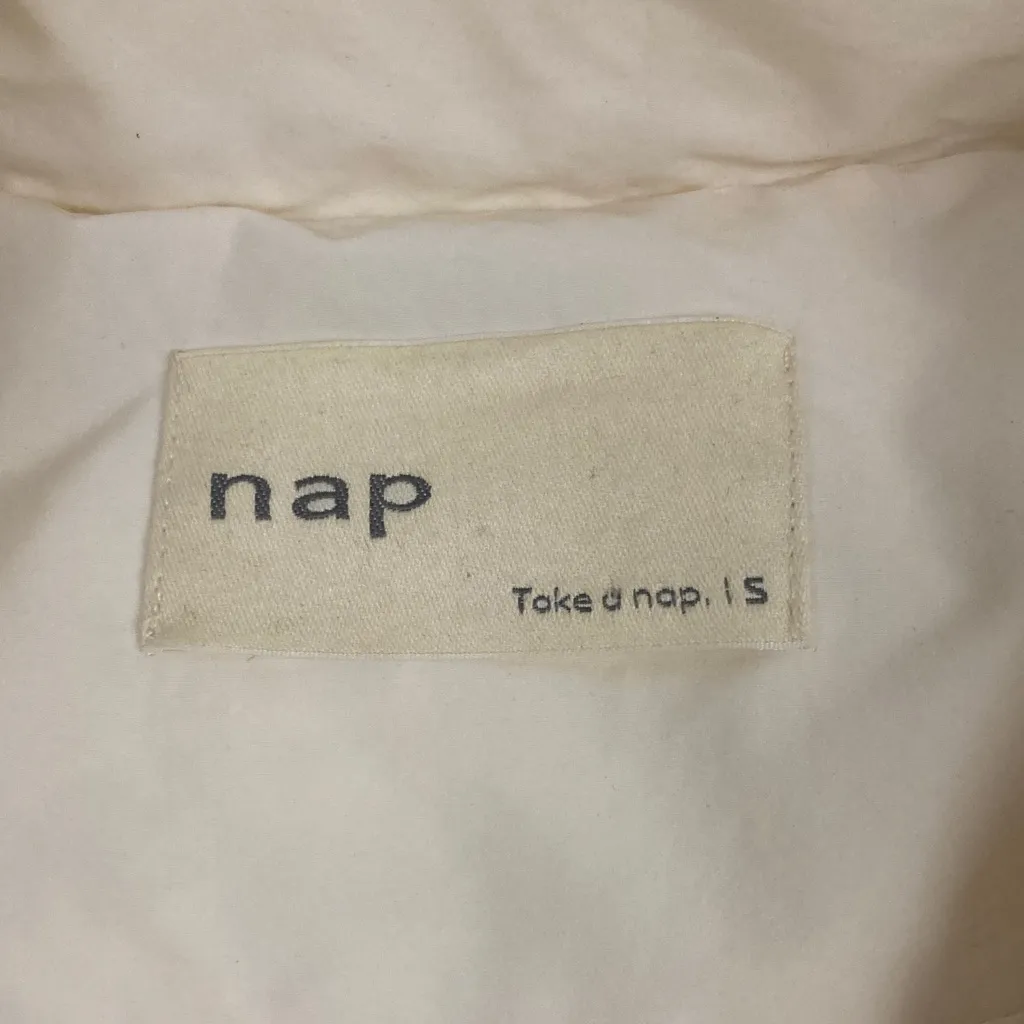 nap
Take a nap. | S